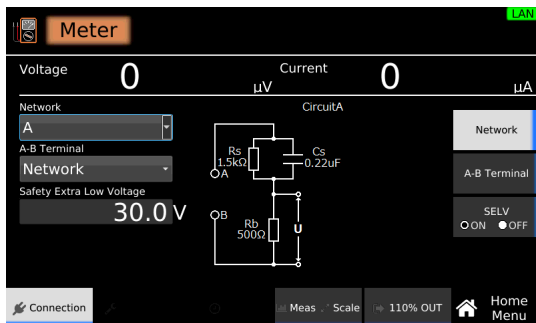 LAN
Meter
Voltage 0 µV Current 0 µA
Network
A
A-B Terminal
Network
Safety Extra Low Voltage
30.0 V
CircuitA
Rs
1.5kΩ
Cs
0.22uF
A
B
Rb
500Ω
U
Network
A-B Terminal
SELV
ON OFF
Connection
Meas Scale
110% OUT
Home
Menu